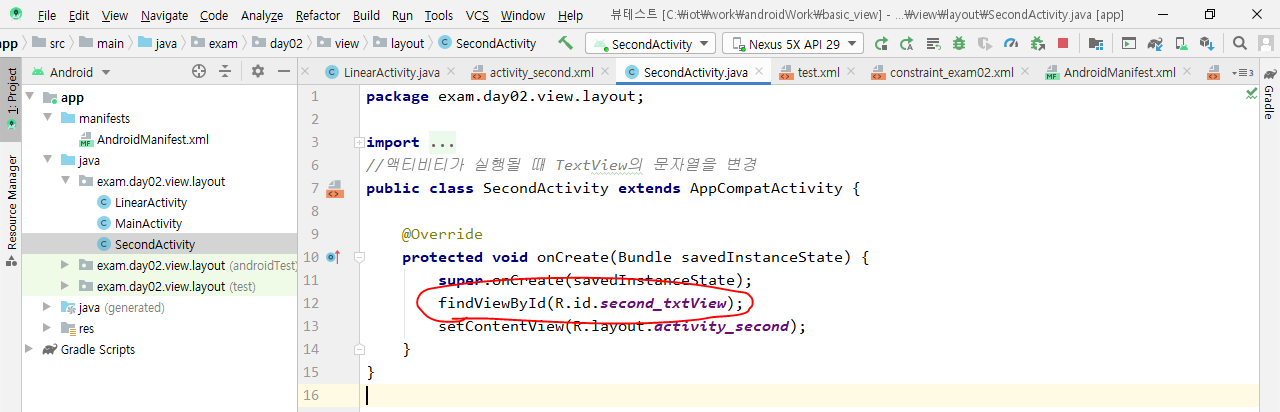 File Edit View Navigate Code Analyze Refactor Build Run Tools VCS Window Help 뷰테스트 [C:₩iot₩work₩androidWork₩basic_view] - ...₩view₩layout₩SecondActivity.java [app]
app src main java exam day02 view layout SecondActivity SecondActivity Nexus 5X API 29
Android LinearActivity.java activity_second.xml SecondActivity.java test.xml constraint_exam02.xml AndroidManifest.xml
1: Project
Resource Manager
Gradle
app
manifests
AndroidManifest.xml
java
exam.day02.view.layout
LinearActivity
MainActivity
SecondActivity
exam.day02.view.layout (androidTest)
exam.day02.view.layout (test)
java (generated)
res
Gradle Scripts
1 package exam.day02.view.layout;
2
3 import ...
6 //액티비티가 실행될 때 TextView의 문자열을 변경
7 public class SecondActivity extends AppCompatActivity {
8
9 @Override
10 protected void onCreate(Bundle savedInstanceState) {
11 super.onCreate(savedInstanceState);
12 findViewById(R.id.second_txtView);
13 setContentView(R.layout.activity_second);
14 }
15 }
16